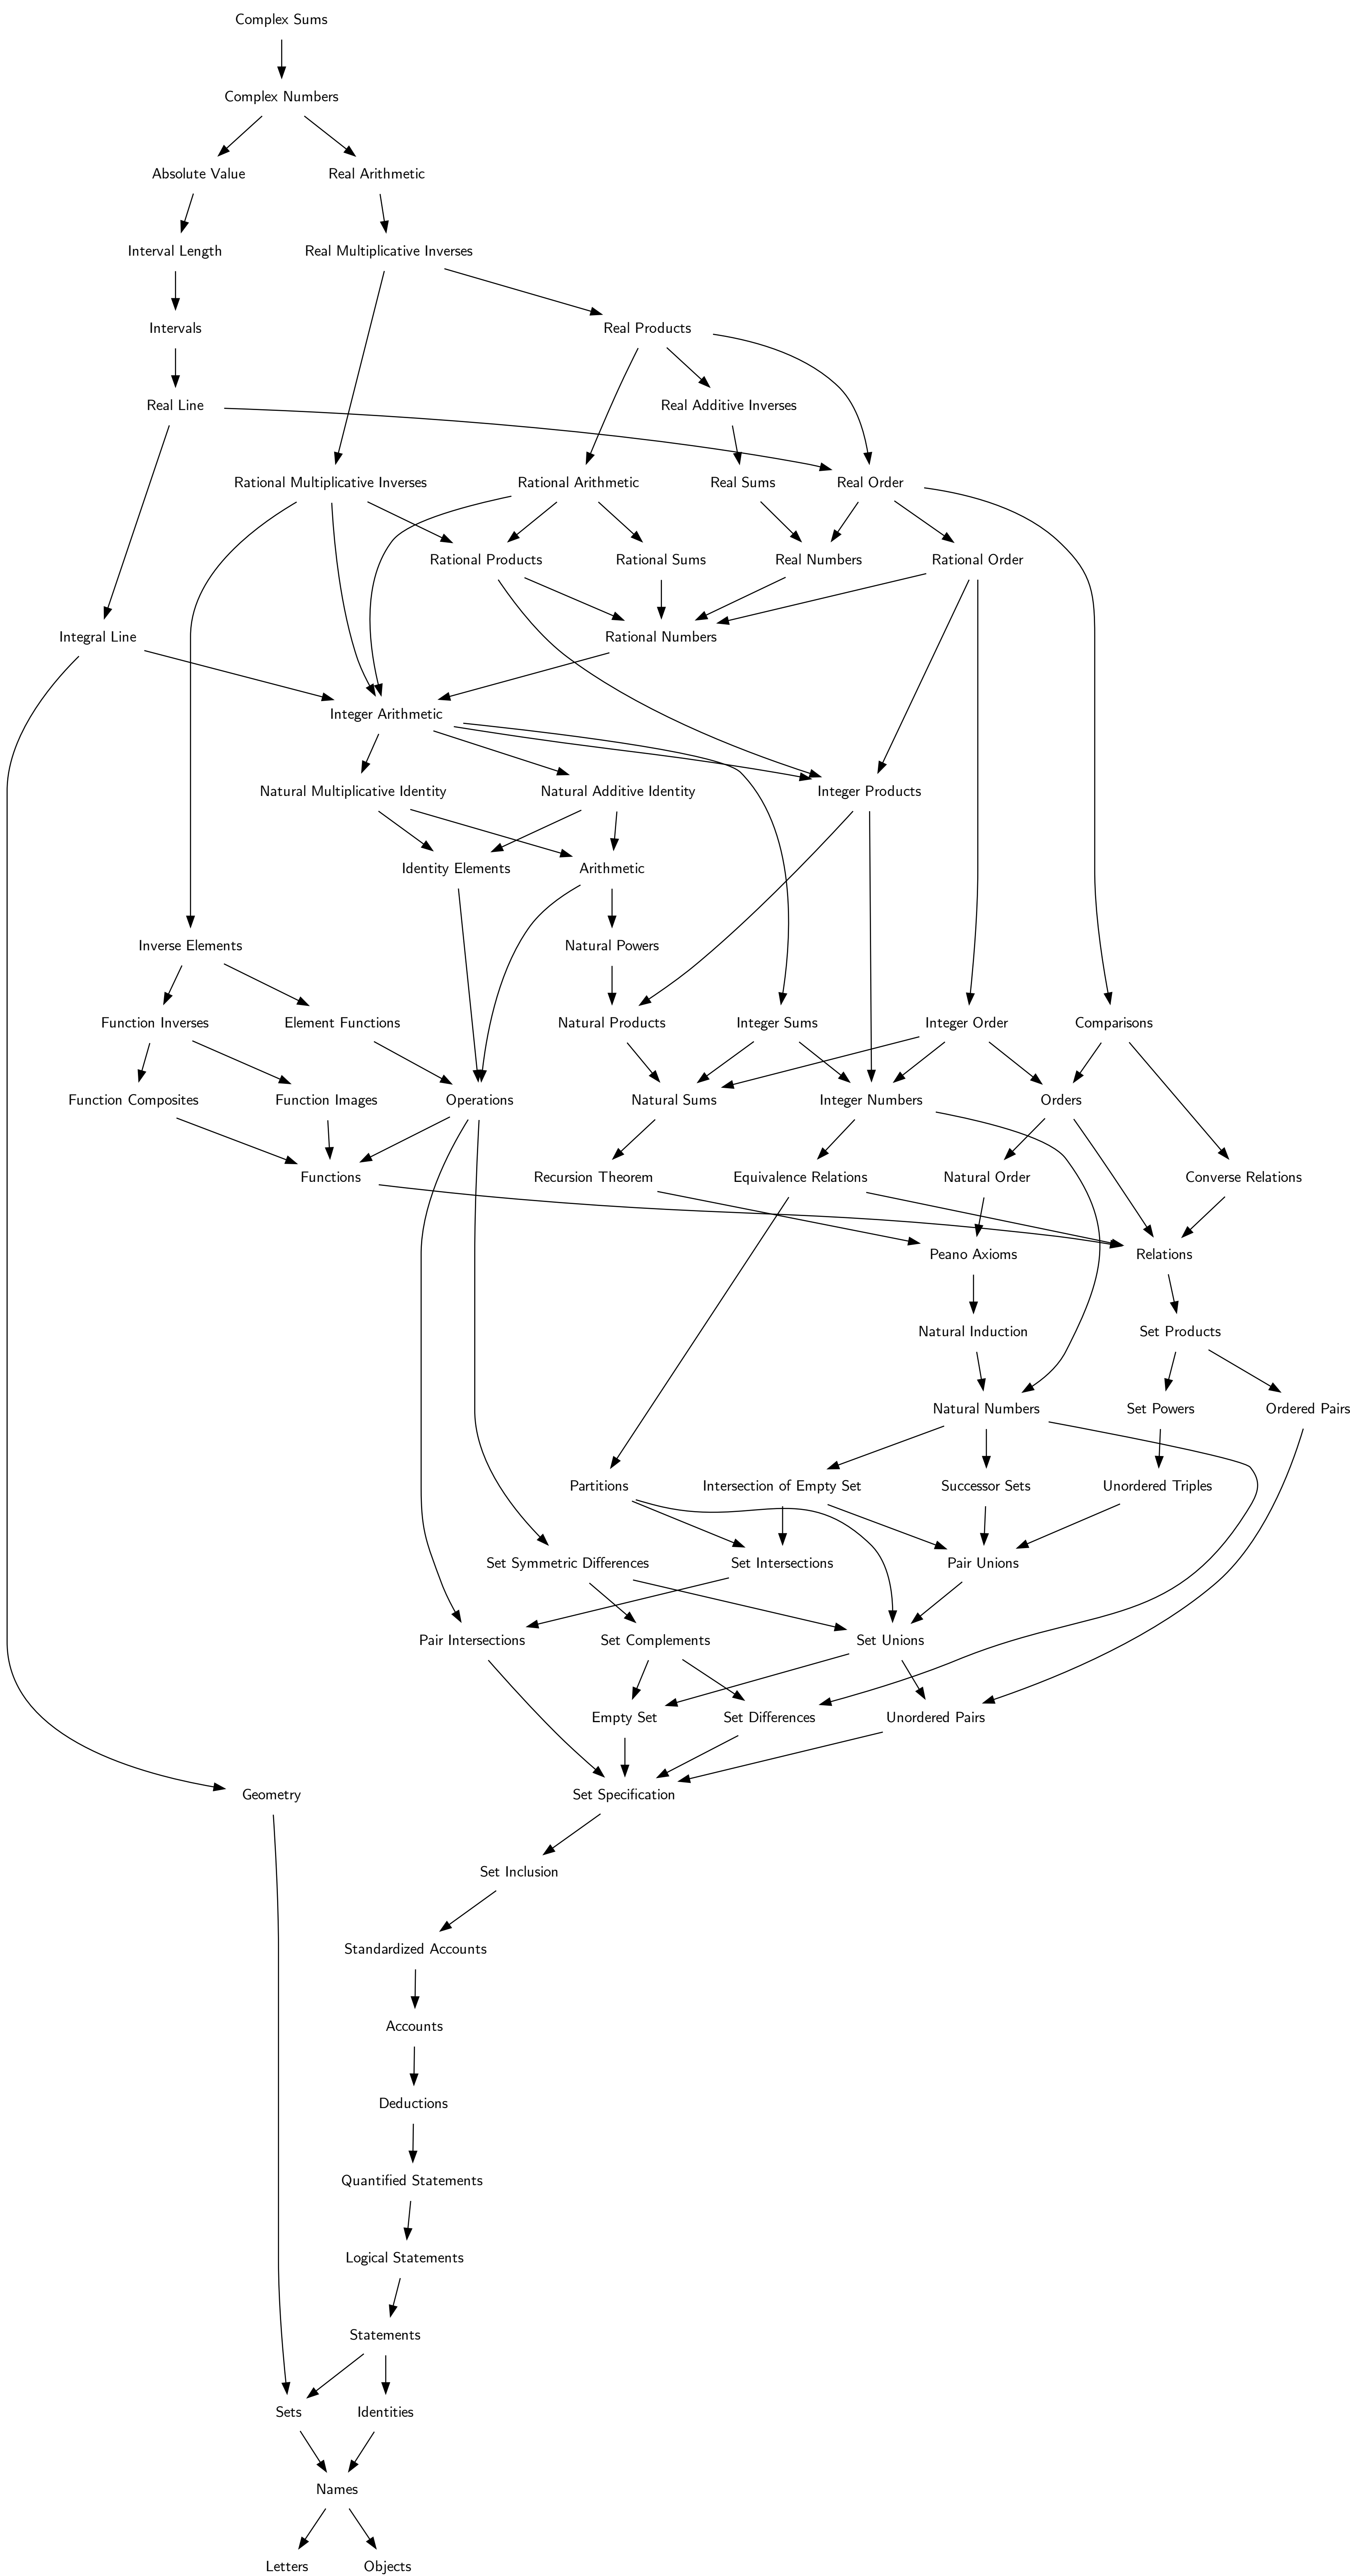 Complex Sums
Complex Numbers
Absolute Value
Real Arithmetic
Interval Length
Real Multiplicative Inverses
Intervals
Real Products
Real Line
Real Additive Inverses
Rational Multiplicative Inverses
Rational Arithmetic
Real Sums
Real Order
Rational Products
Rational Sums
Real Numbers
Rational Order
Integral Line
Rational Numbers
Integer Arithmetic
Natural Multiplicative Identity
Natural Additive Identity
Integer Products
Identity Elements
Arithmetic
Inverse Elements
Natural Powers
Function Inverses
Element Functions
Natural Products
Integer Sums
Integer Order
Comparisons
Function Composites
Function Images
Operations
Natural Sums
Integer Numbers
Orders
Functions
Recursion Theorem
Equivalence Relations
Natural Order
Converse Relations
Peano Axioms
Relations
Natural Induction
Set Products
Natural Numbers
Set Powers
Ordered Pairs
Partitions
Intersection of Empty Set
Successor Sets
Unordered Triples
Set Symmetric Differences
Set Intersections
Pair Unions
Pair Intersections
Set Complements
Set Unions
Empty Set
Set Differences
Unordered Pairs
Geometry
Set Specification
Set Inclusion
Standardized Accounts
Accounts
Deductions
Quantified Statements
Logical Statements
Statements
Sets
Identities
Names
Letters
Objects